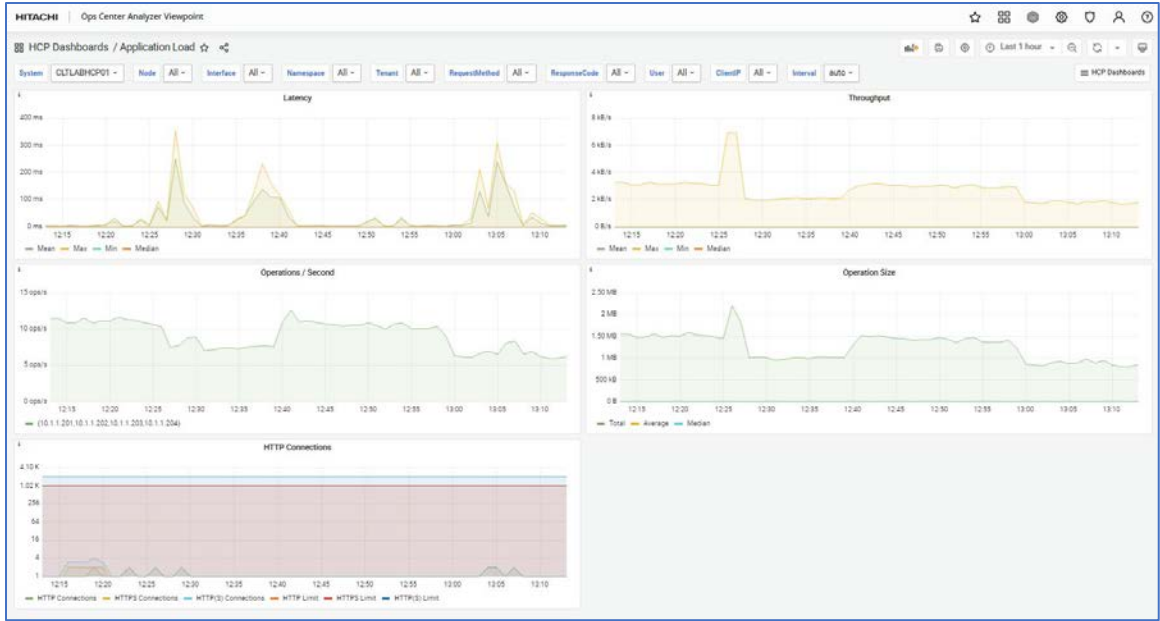 HITACHI Ops Center Analyzer Viewpoint
HCP Dashboards / Application Load Last 1 hour
System CLTLABHCP01 Node All Interface All Namespace All Tenant All RequestMethod All ResponseCode All User All ClientIP All Interval auto HCP Dashboards
Latency
400 ms
300 ms
200 ms
100 ms
0 ms
12:15 12:20 12:25 12:30 12:35 12:40 12:45 12:50 12:55 13:00 13:05 13:10
Mean Max Min Median
Throughput
8 kB/s
6 kB/s
4 kB/s
2 kB/s
0 B/s
12:15 12:20 12:25 12:30 12:35 12:40 12:45 12:50 12:55 13:00 13:05 13:10
Mean Max Min Median
Operations / Second
15 ops/s
10 ops/s
5 ops/s
0 ops/s
12:15 12:20 12:25 12:30 12:35 12:40 12:45 12:50 12:55 13:00 13:05 13:10
(10.1.1.201,10.1.1.202,10.1.1.203,10.1.1.204)
Operation Size
2.50 MB
2 MB
1.50 MB
1 MB
500 kB
0 B
12:15 12:20 12:25 12:30 12:35 12:40 12:45 12:50 12:55 13:00 13:05 13:10
Total Average Median
HTTP Connections
4.10 K
1.02 K
256
64
16
4
1
12:15 12:20 12:25 12:30 12:35 12:40 12:45 12:50 12:55 13:00 13:05 13:10
HTTP Connections HTTPS Connections HTTP(S) Connections HTTP Limit HTTPS Limit HTTP(S) Limit